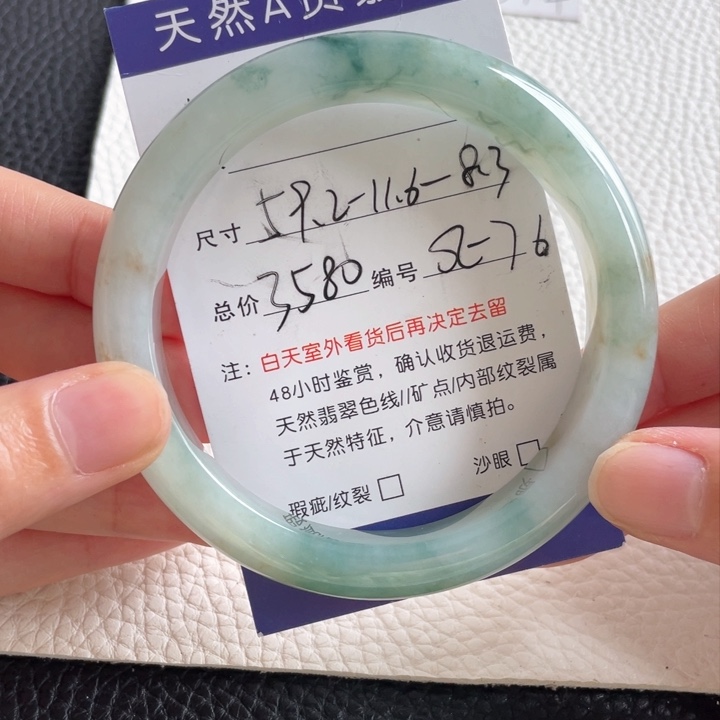 天然A货
尺寸 59.2-11.6-8.3
总价 3580 编号 SL-76
注：白天室外看货后再决定去留
48小时鉴赏，确认收货退运费，
天然翡翠色线//矿点/内部纹裂属
于天然特征，介意请慎拍。
沙眼
瑕疵/纹裂